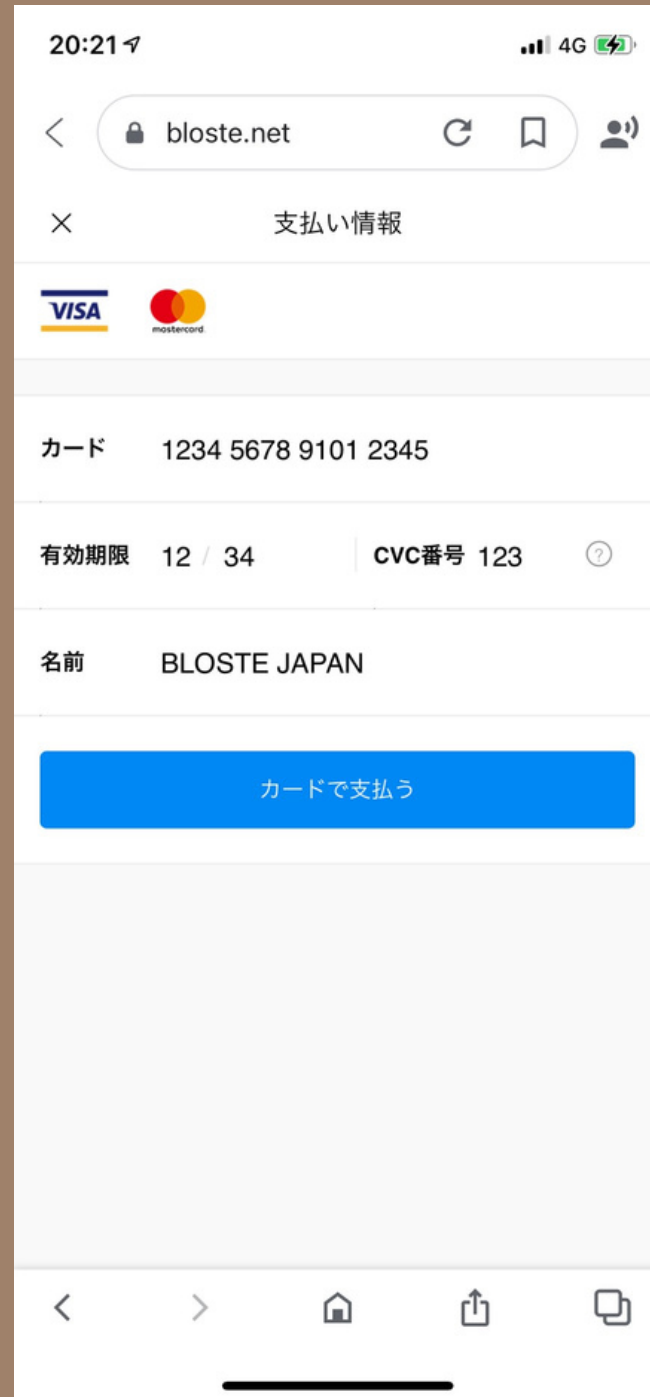 20:21 4G
bloste.net
支払い情報
VISA
mastercard
カード 1234 5678 9101 2345
有効期限 12 / 34 CVC番号 123 ?
名前 BLOSTE JAPAN
カードで支払う